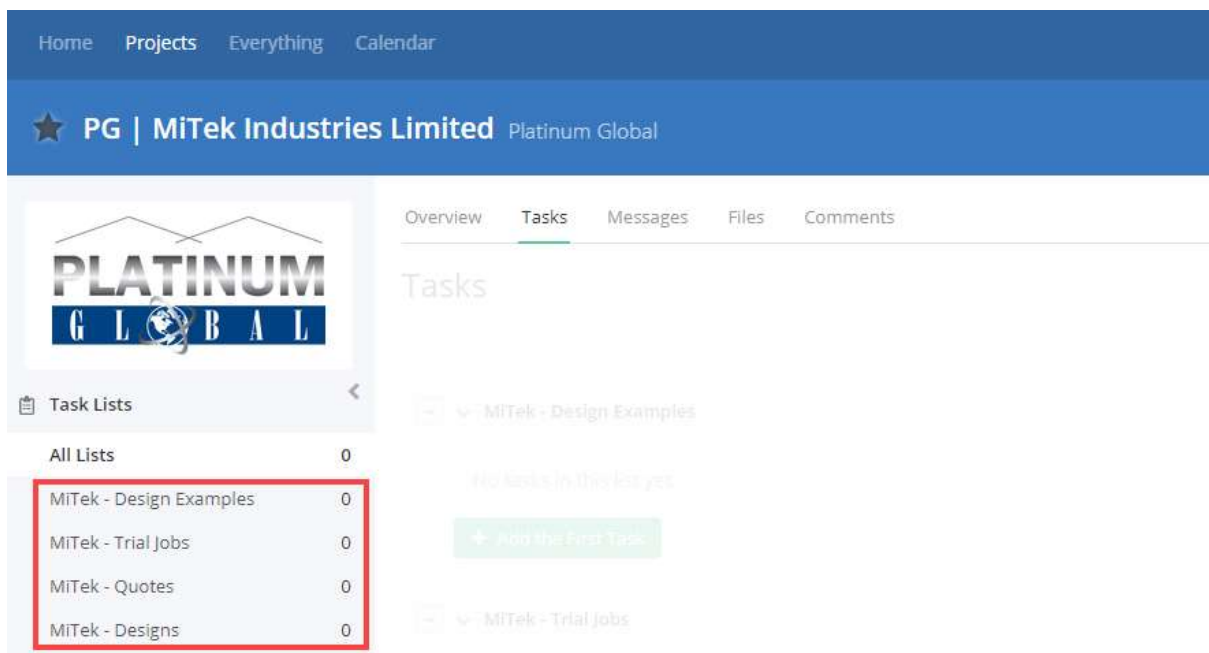 Home Projects Everything Calendar
PG | MiTek Industries Limited Platinum Global
PLATINUM
GLOBAL
Overview Tasks Messages Files Comments
Tasks
Task Lists
All Lists 0
MiTek - Design Examples 0
MiTek - Trial Jobs 0
MiTek - Quotes 0
MiTek - Designs 0
MiTek - Design Examples
No tasks in this list yet.
+ Add the First Task
MiTek - Trial Jobs